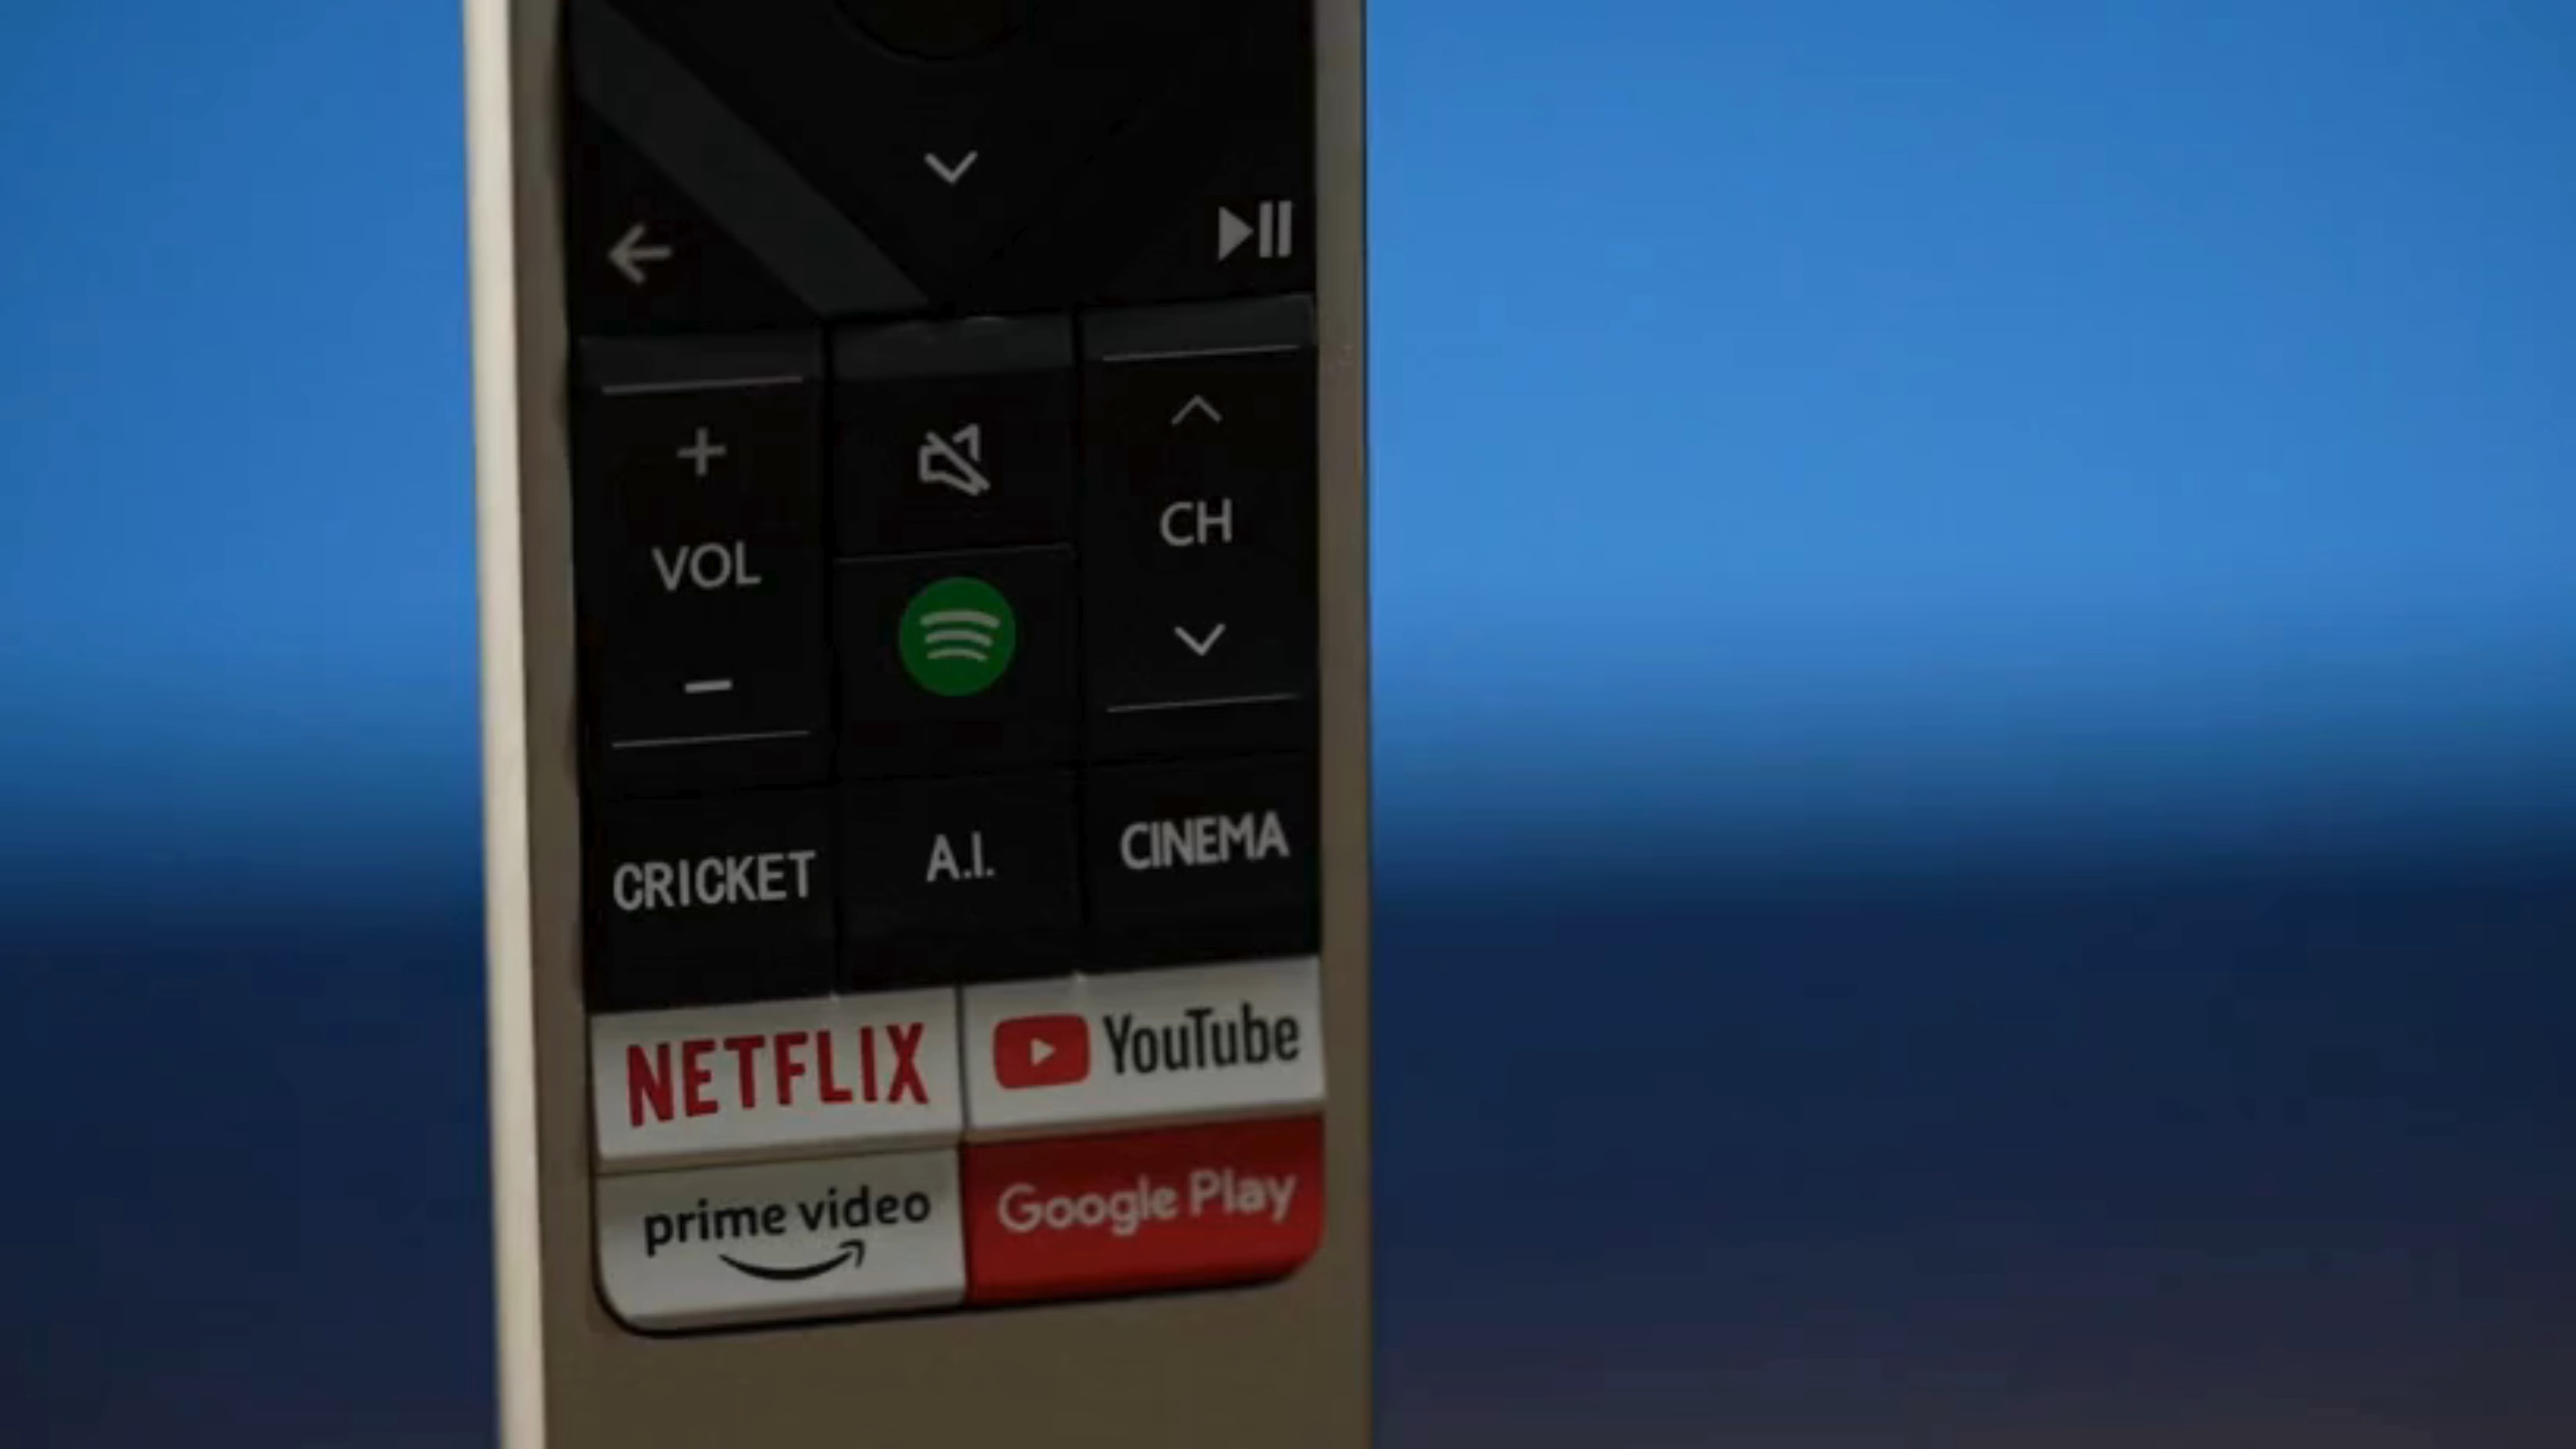 +
VOL
CH
CRICKET
A.I.
CINEMA
NETFLIX
YouTube
prime video
Google Play